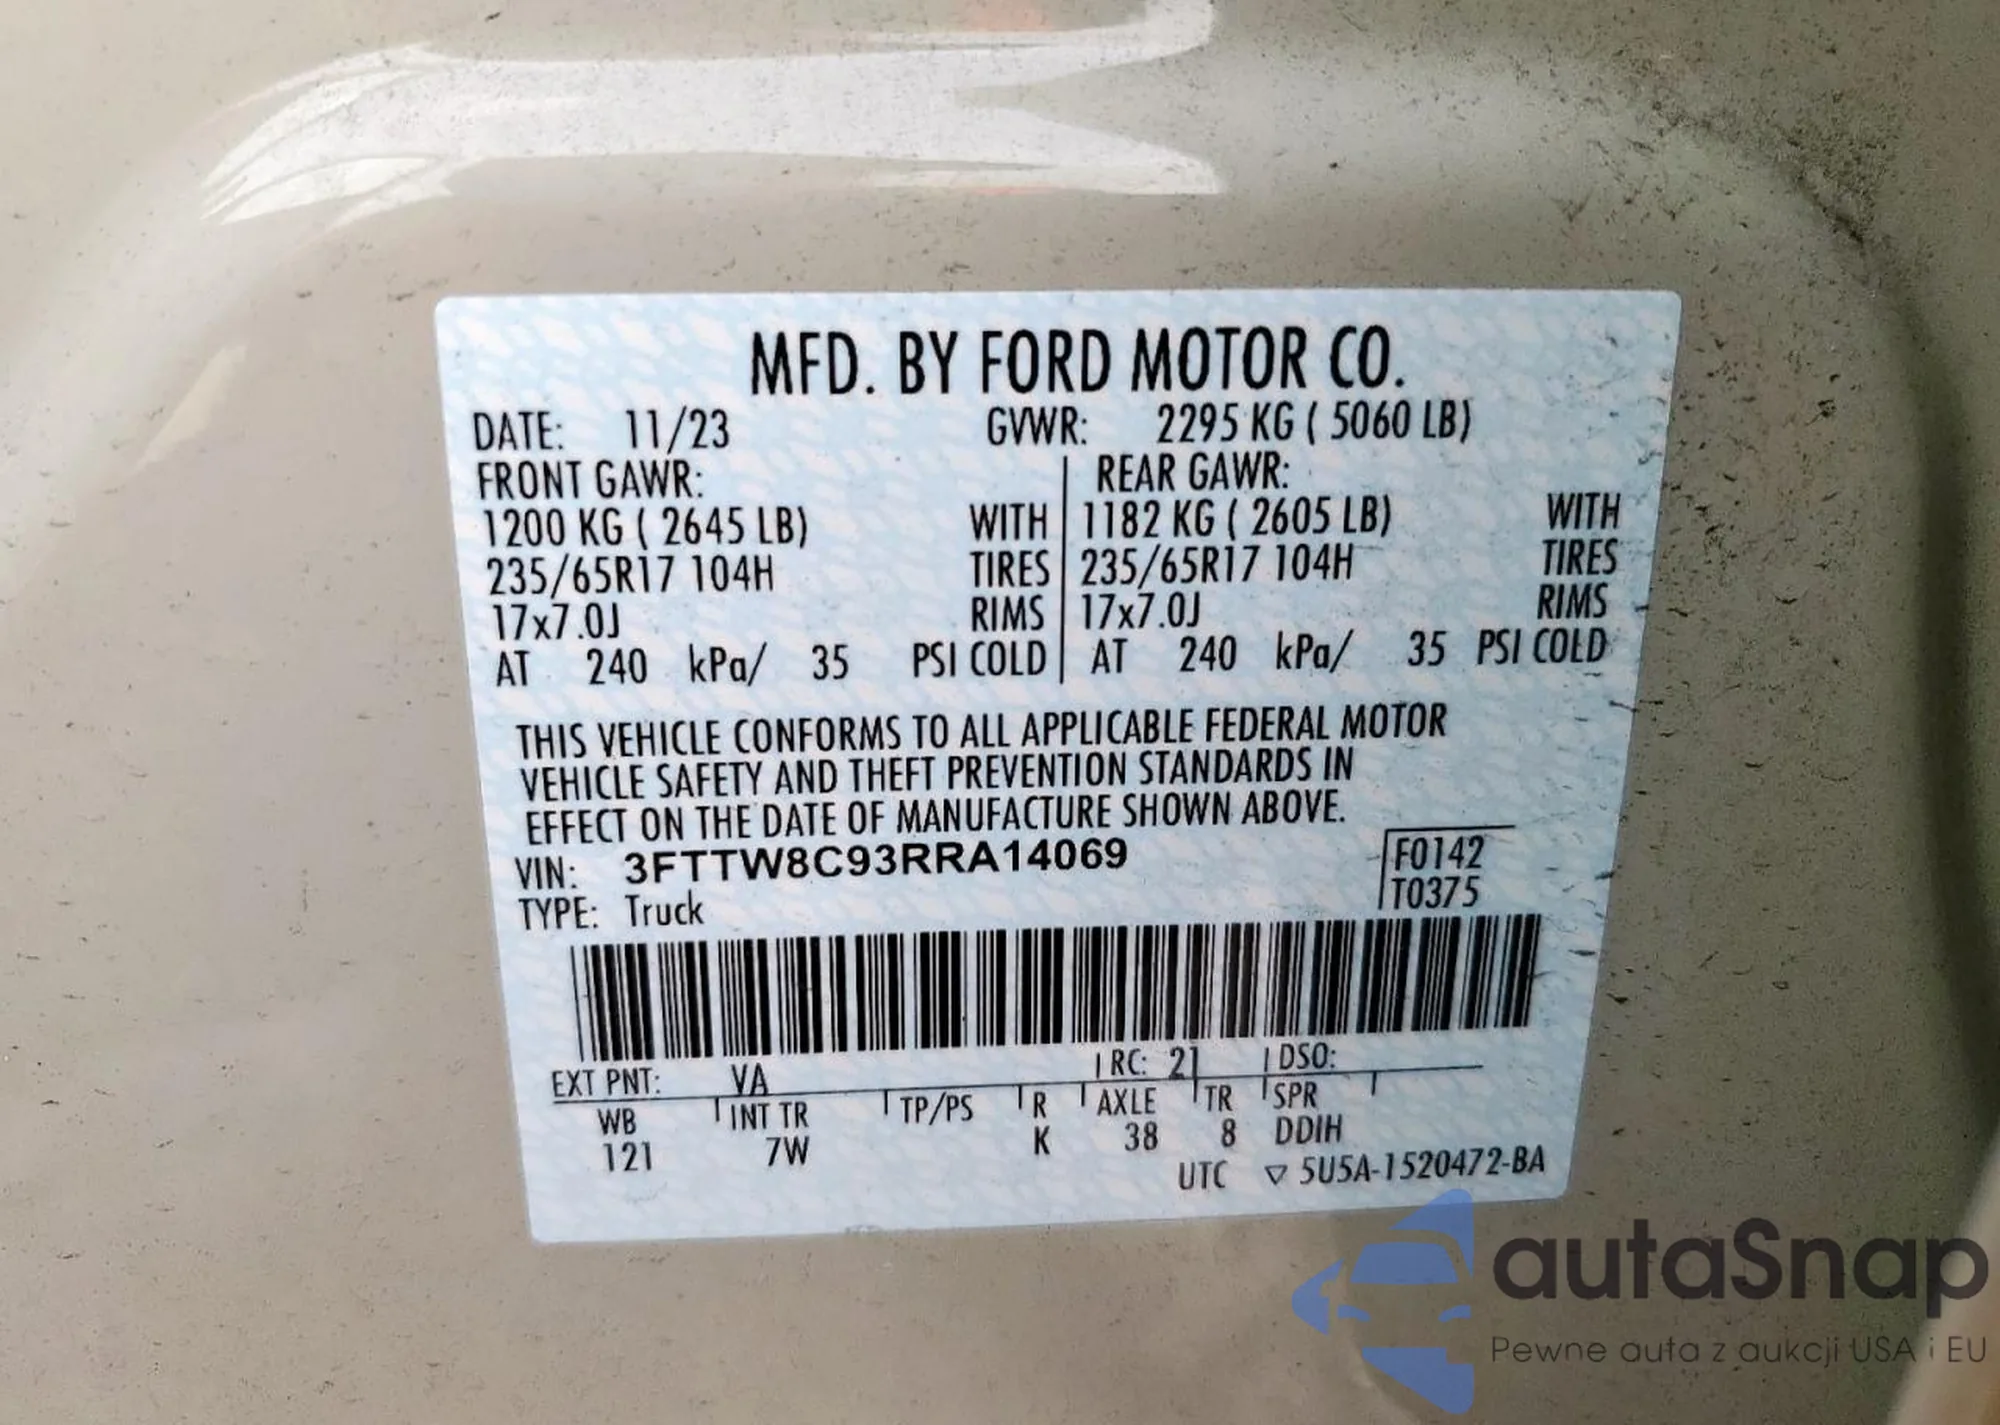 MFD. BY FORD MOTOR CO.
DATE: 11/23 GVWR: 2295 KG ( 5060 LB)
FRONT GAWR: REAR GAWR:
1200 KG ( 2645 LB) WITH 1182 KG ( 2605 LB) WITH
235/65R17 104H TIRES 235/65R17 104H TIRES
17x7.0J RIMS 17x7.0J RIMS
AT 240 kPa/ 35 PSI COLD AT 240 kPa/ 35 PSI COLD
THIS VEHICLE CONFORMS TO ALL APPLICABLE FEDERAL MOTOR
VEHICLE SAFETY AND THEFT PREVENTION STANDARDS IN
EFFECT ON THE DATE OF MANUFACTURE SHOWN ABOVE.
VIN: 3FTTW8C93RRA14069 F0142
TYPE: Truck T0375
EXT PNT: VA RC: 21 DSO:
WB INT TR TP/PS R AXLE TR SPR
121 7W K 38 8 DDIH
UTC ▽ 5U5A-1520472-BA
autaSnap
Pewne auta z aukcji USA i EU